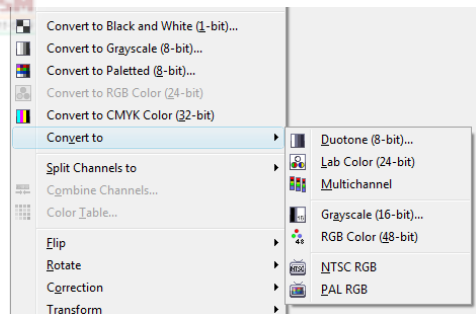 SM
Convert to Black and White (1-bit)...
Convert to Grayscale (8-bit)...
Convert to Paletted (8-bit)...
Convert to RGB Color (24-bit)
Convert to CMYK Color (32-bit)
Convert to
Split Channels to
Combine Channels...
Color Table...
Flip
Rotate
Correction
Transform
Duotone (8-bit)...
Lab Color (24-bit)
Multichannel
Grayscale (16-bit)...
48
RGB Color (48-bit)
NTSC
NTSC RGB
PAL RGB